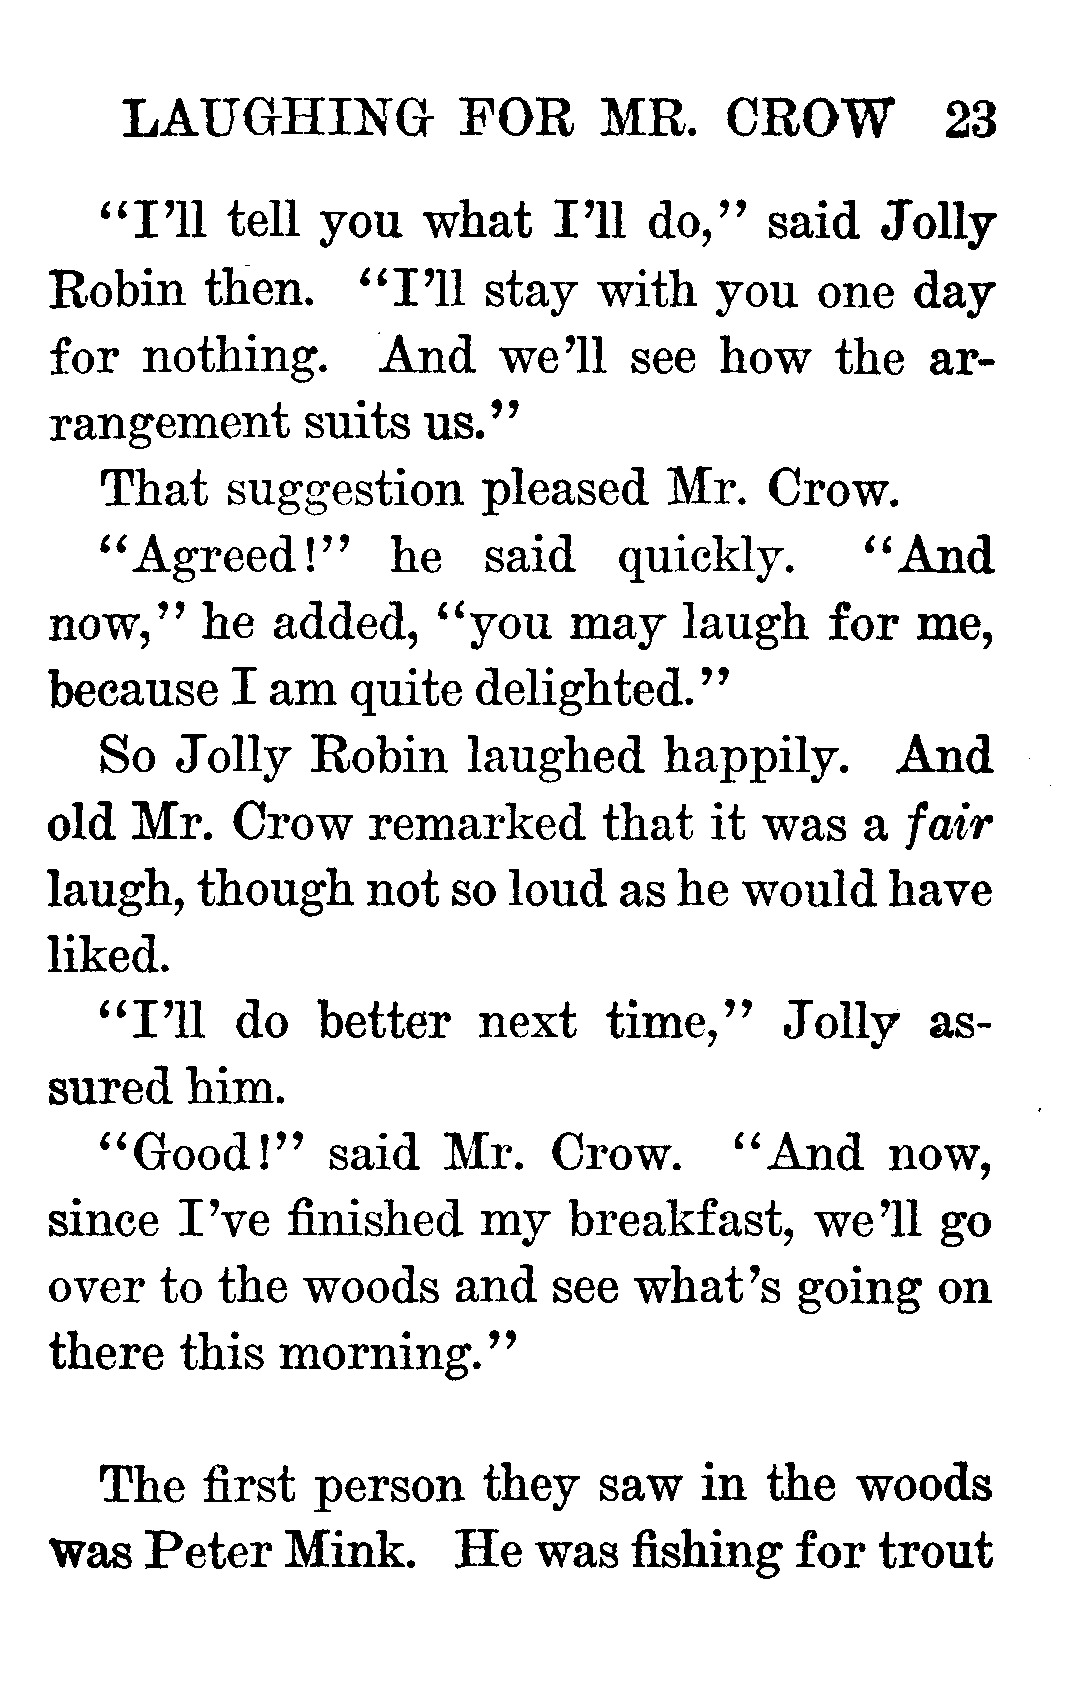 LAUGHING FOR MR. CROW 23
"I'll tell you what I'll do," said Jolly
Robin then. "I'll stay with you one day
for nothing. And we'll see how the ar-
rangement suits us."
That suggestion pleased Mr. Crow.
"Agreed!" he said quickly. "And
now," he added, "you may laugh for me,
because I am quite delighted."
So Jolly Robin laughed happily. And
old Mr. Crow remarked that it was a fair
laugh, though not so loud as he would have
liked.
"I'll do better next time," Jolly as-
sured him.
"Good!" said Mr. Crow. "And now,
since I've finished my breakfast, we'll go
over to the woods and see what's going on
there this morning."
The first person they saw in the woods
was Peter Mink. He was fishing for trout